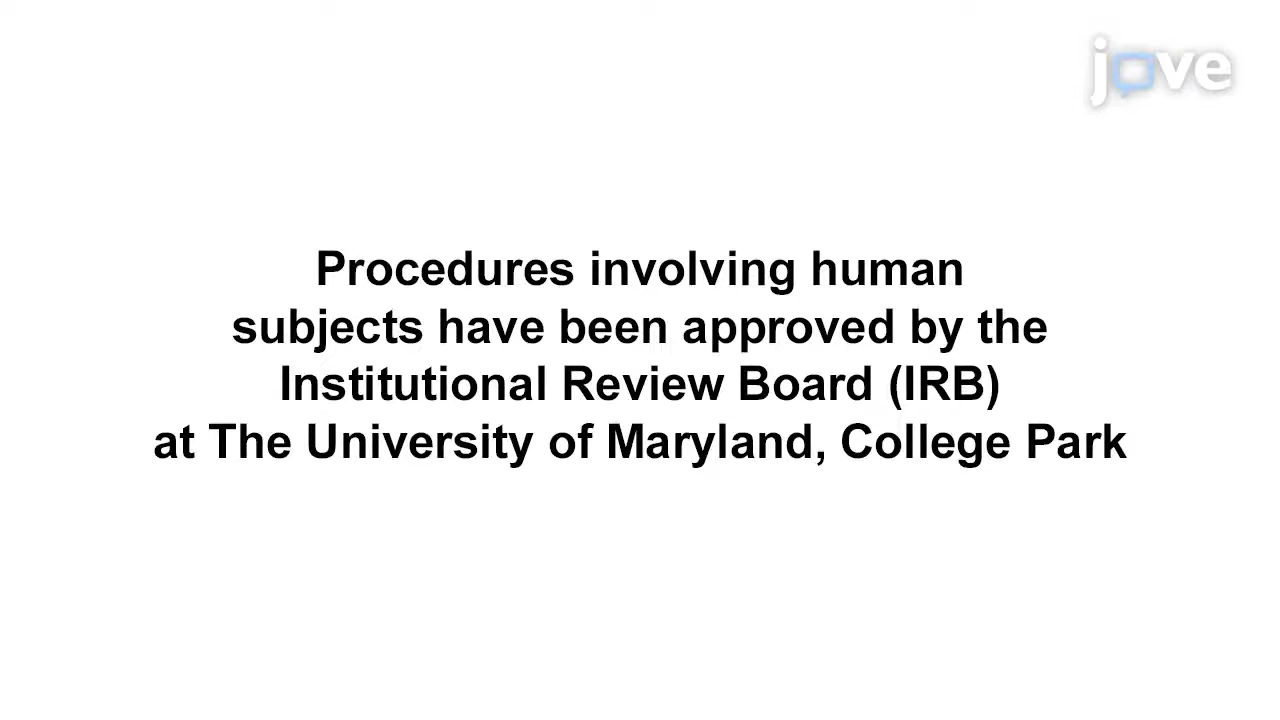 jove
Procedures involving human
subjects have been approved by the
Institutional Review Board (IRB)
at The University of Maryland, College Park